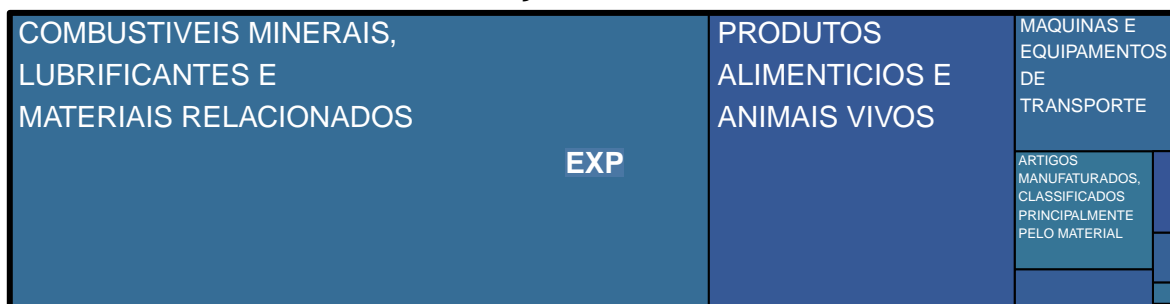 COMBUSTIVEIS MINERAIS,
LUBRIFICANTES E
MATERIAIS RELACIONADOS
EXP
PRODUTOS
ALIMENTICIOS E
ANIMAIS VIVOS
MAQUINAS E
EQUIPAMENTOS
DE
TRANSPORTE
ARTIGOS
MANUFATURADOS,
CLASSIFICADOS
PRINCIPALMENTE
PELO MATERIAL